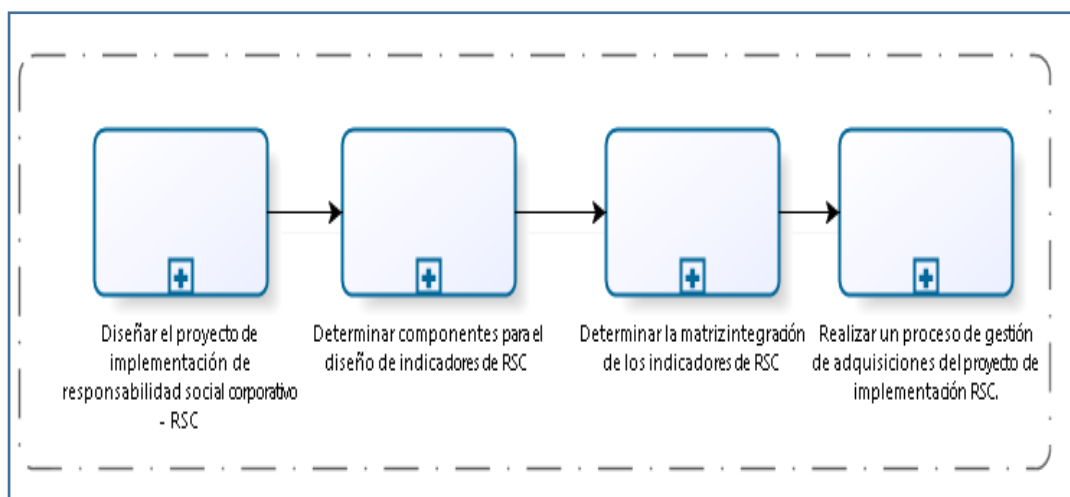 Diseñar el proyecto de
implementación de
responsabilidad social corporativo
- RSC
Determinar componentes para el
diseño de indicadores de RSC
Determinar la matriz integración
de los indicadores de RSC
Realizar un proceso de gestión
de adquisiciones del proyecto de
implementación RSC.